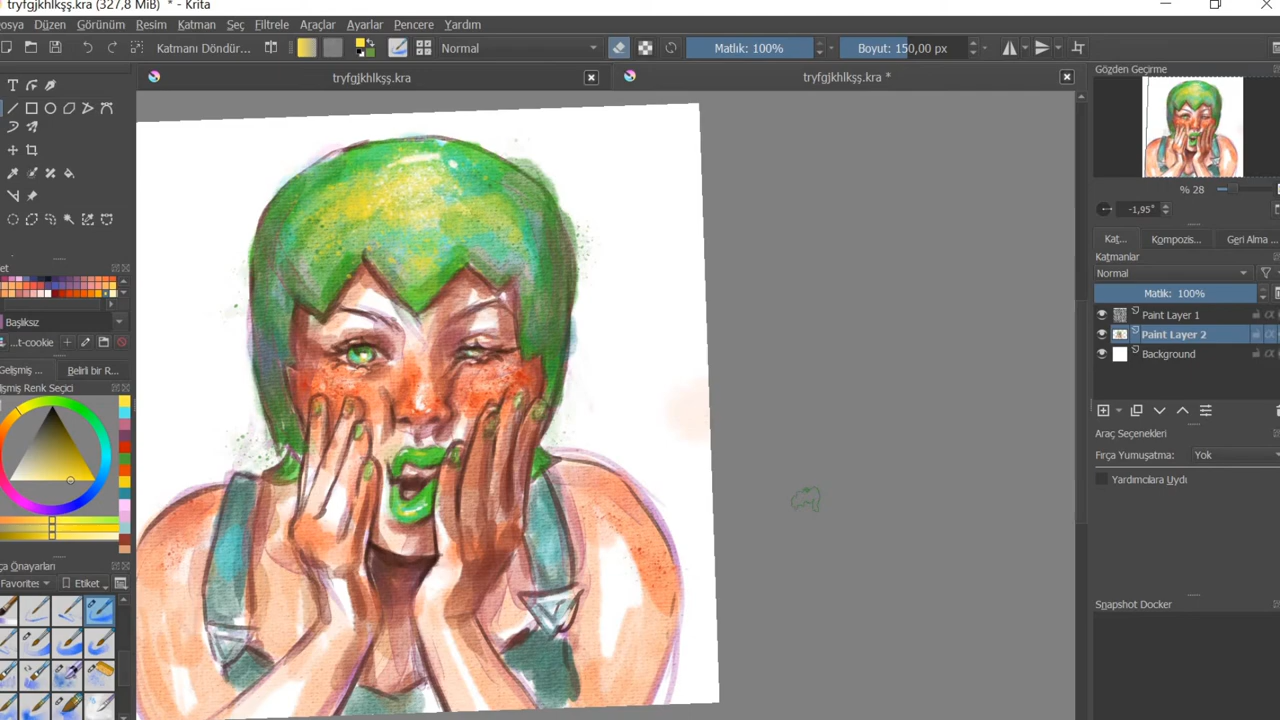 tryfgjkhlkşş.kra (327,8 MiB) * - Krita
osya Düzen Görünüm Resim Katman Seç Filtrele Araçlar Ayarlar Pencere Yardım
Katmanı Döndür... Normal Matlık: 100% Boyut: 150,00 px
tryfgjkhlkşş.kra tryfgjkhlkşş.kra *
Gözden Geçirme
% 28
-1,95°
Kat... Kompozis... Geri Alma ...
Katmanlar
Normal
Matlık: 100%
Paint Layer 1
Paint Layer 2
Background
Araç Seçenekleri
Fırça Yumuşatma: Yok
Yardımcılara Uydı
Snapshot Docker
et
Başlıksız
...t-cookie
Gelişmiş ... Belirli bir R...
elişmiş Renk Seçici
ça Önayarları
Favorites Etiket